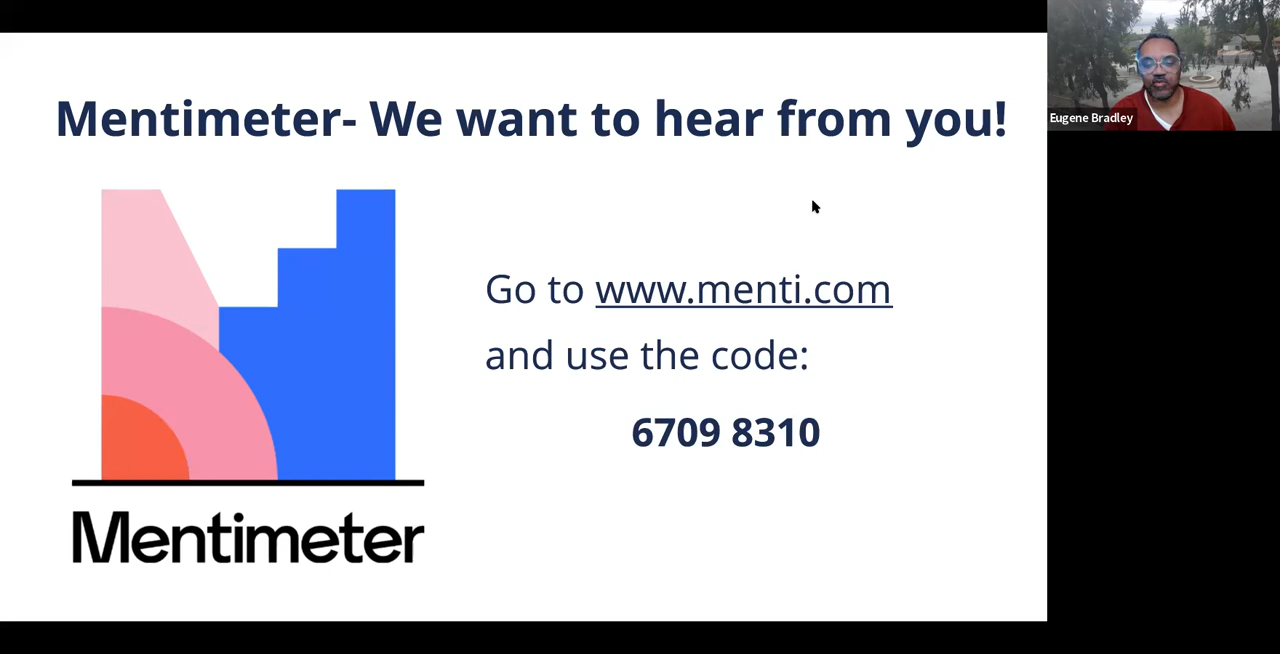 Mentimeter- We want to hear from you!
Go to www.menti.com
and use the code:
6709 8310
Mentimeter
Eugene Bradley